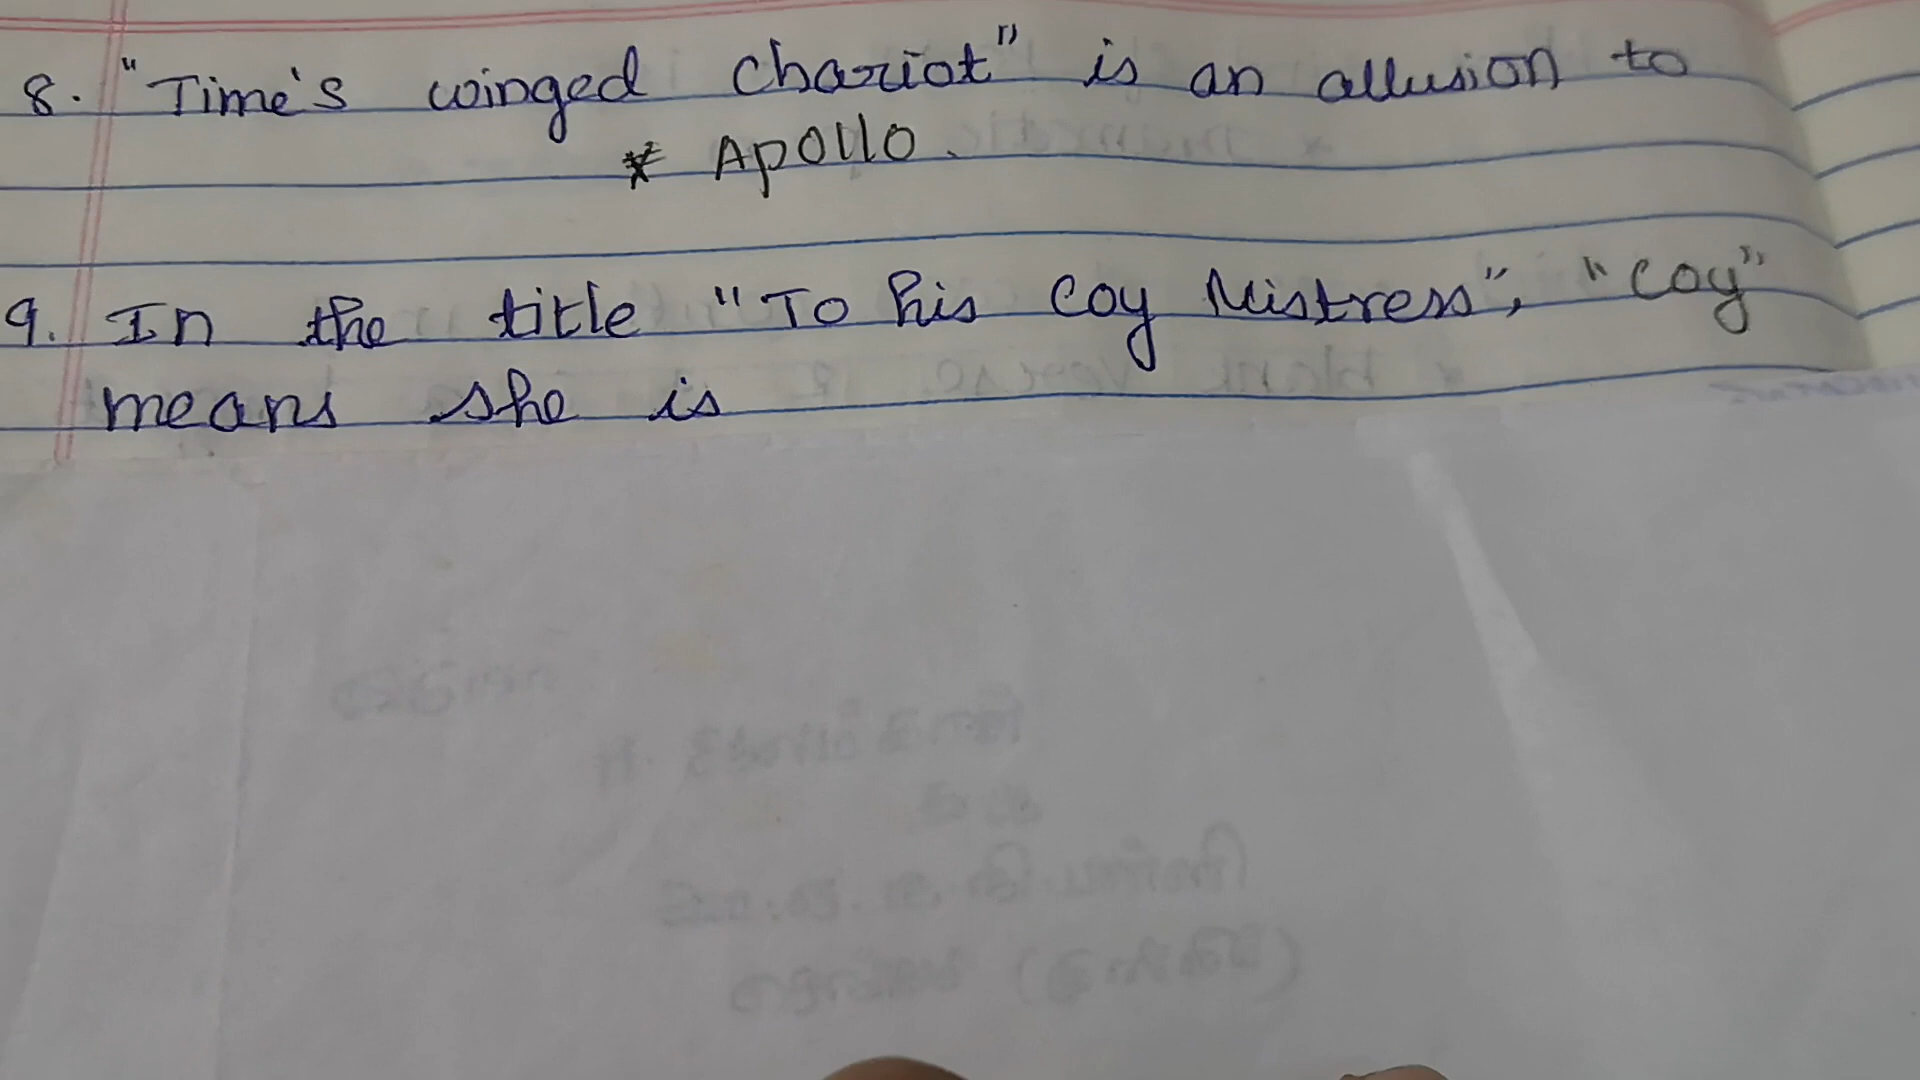 8. "Time's winged Chariot" is an allusion to
* Apollo.
9. In the title "To his Coy Mistress", "Coy"
means she is